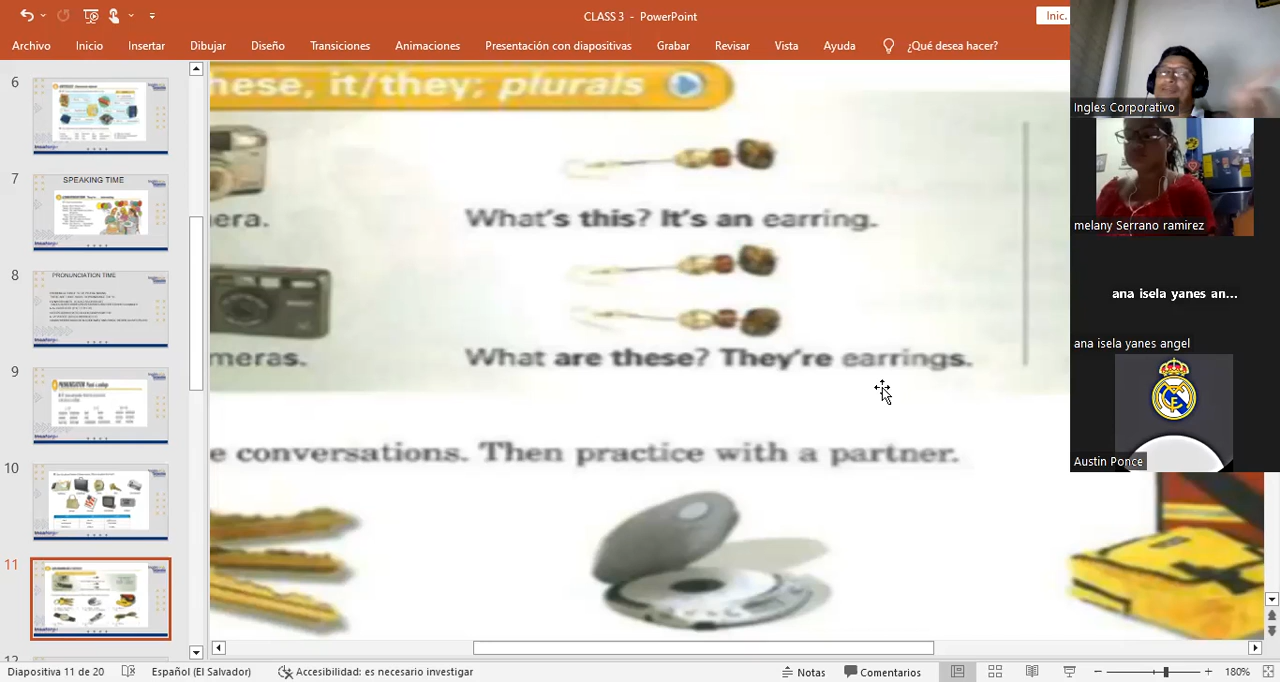 CLASS 3 - PowerPoint
Inic.
Archivo Inicio Insertar Dibujar Diseño Transiciones Animaciones Presentación con diapositivas Grabar Revisar Vista Ayuda ¿Qué desea hacer?
6
7
SPEAKING TIME
8
PRONUNCIATION TIME
9
10
11
12
hese, it/they; plurals
era.
What's this? It's an earring.
meras.
What are these? They're earrings.
e conversations. Then practice with a partner.
Ingles Corporativo
melany Serrano ramirez
ana isela yanes an...
ana isela yanes angel
Austin Ponce
Diapositiva 11 de 20 Español (El Salvador) Accesibilidad: es necesario investigar Notas Comentarios 180%